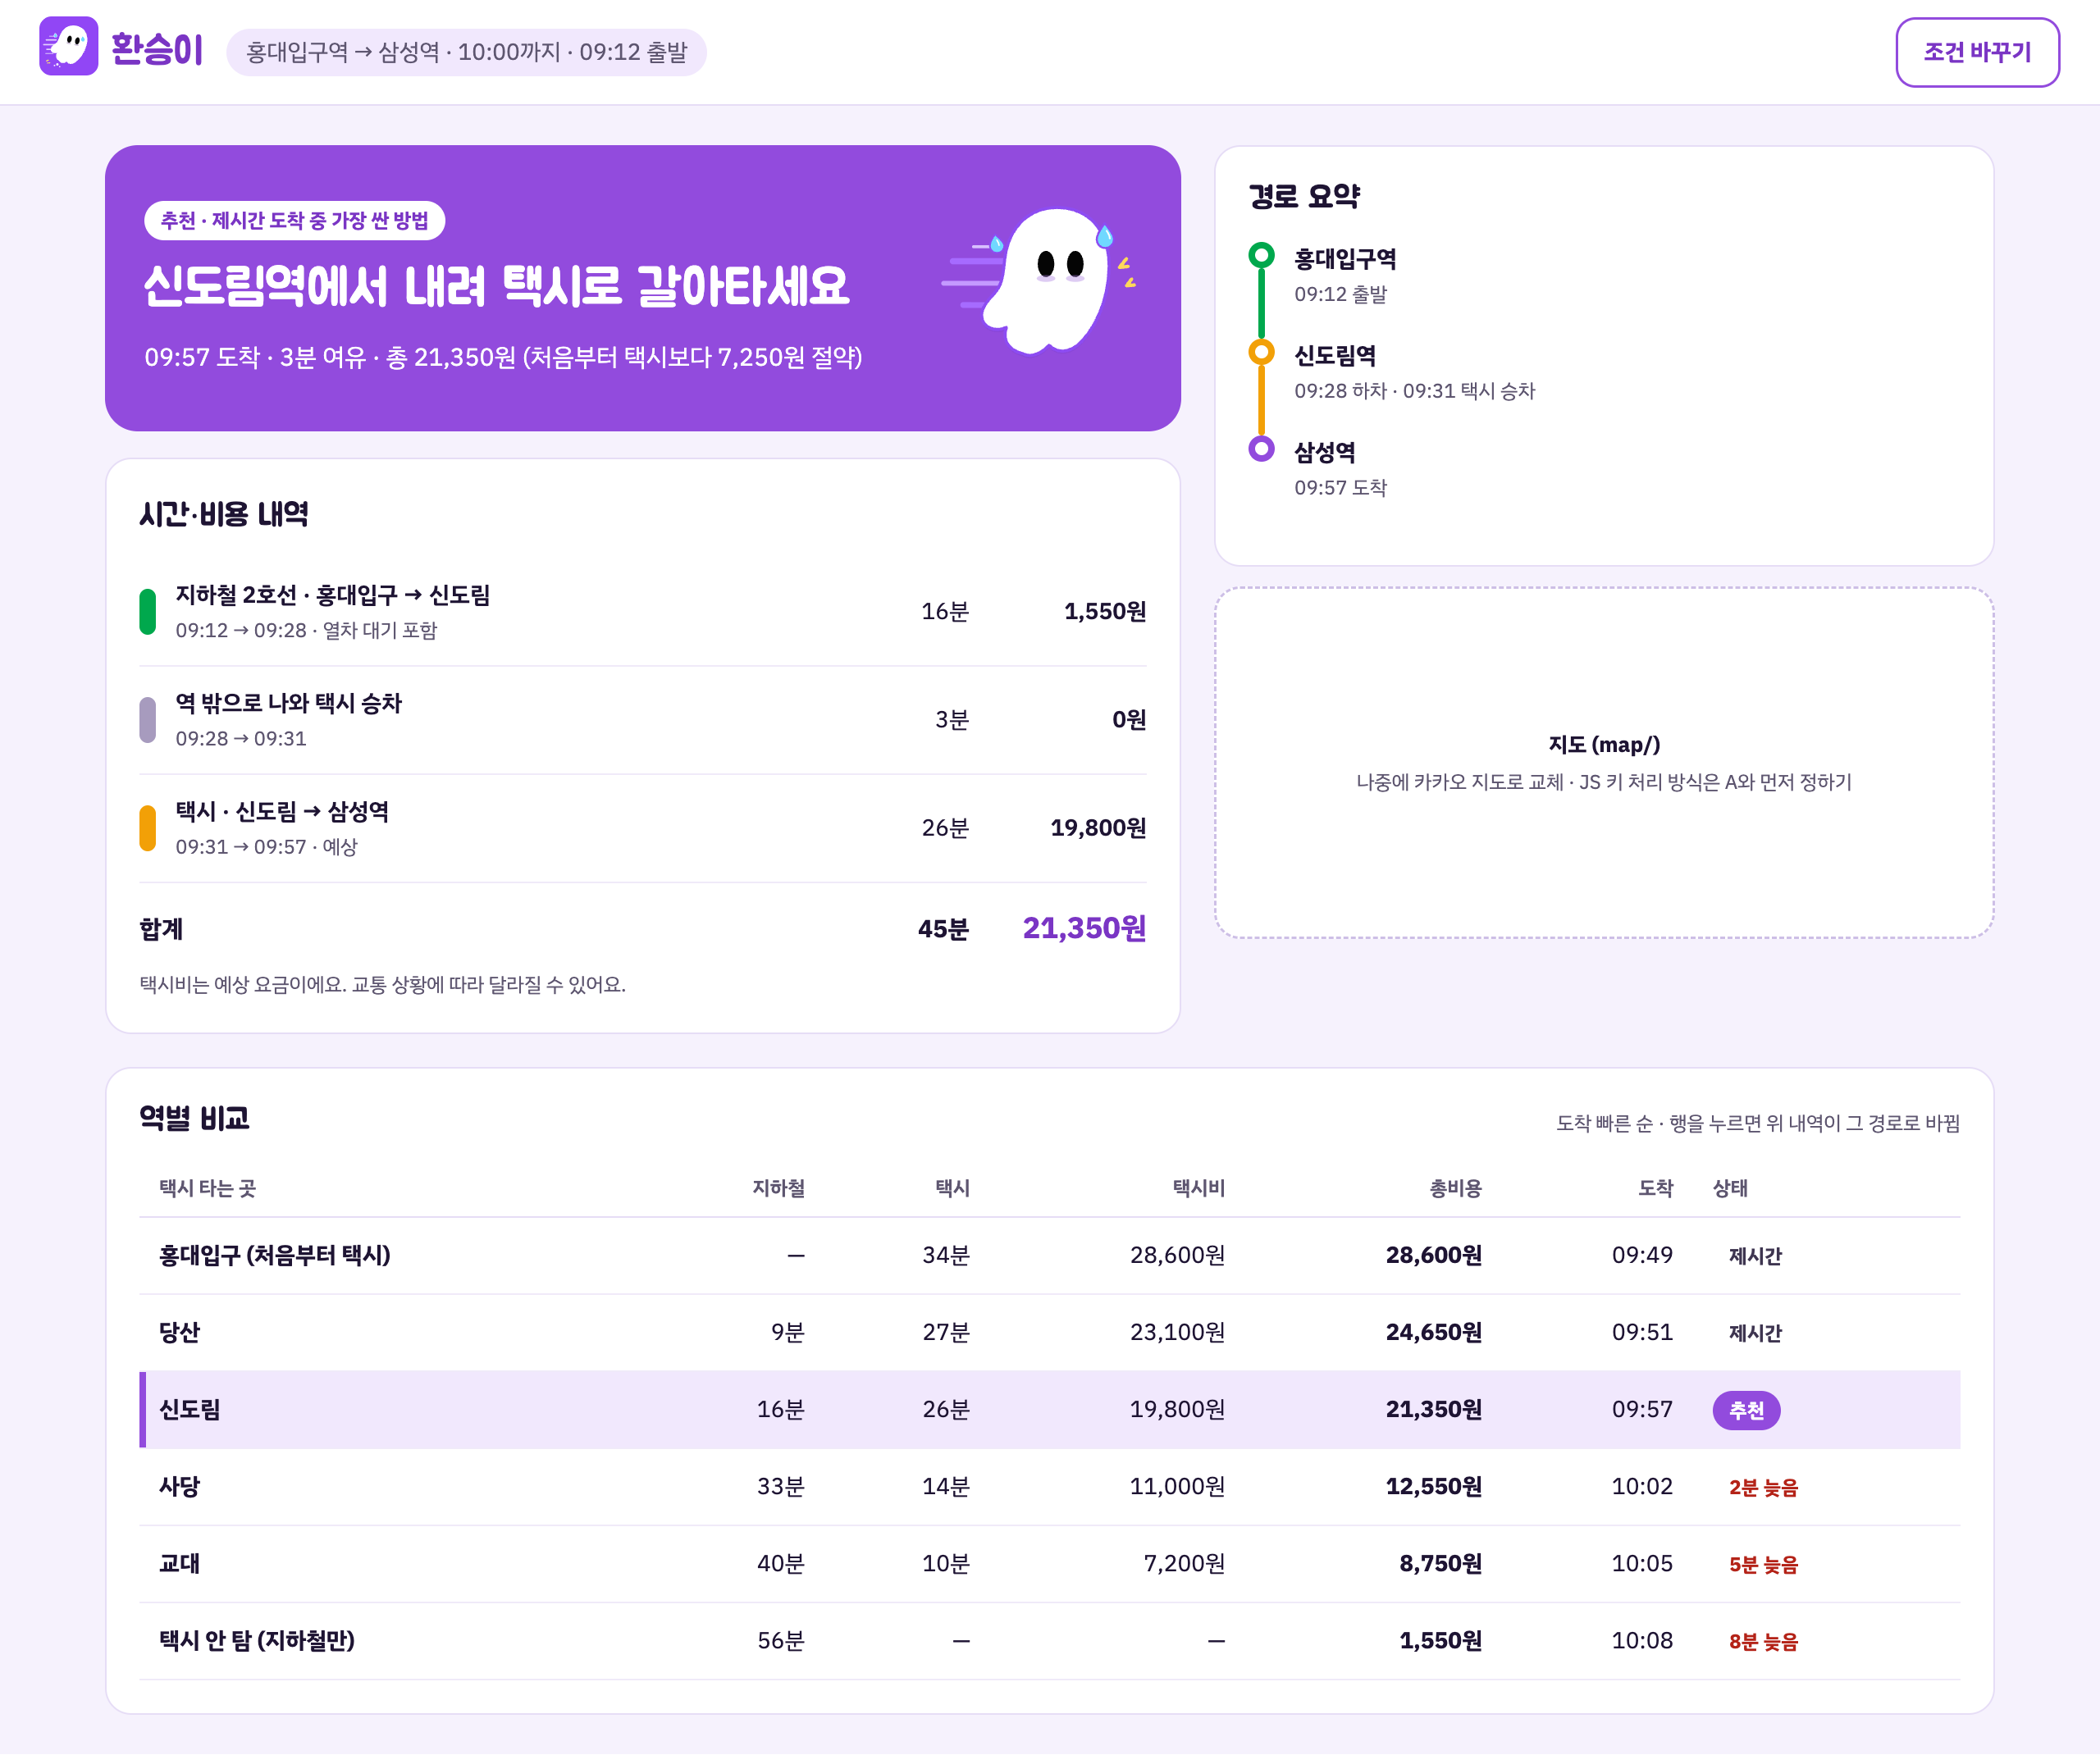 환승이
홍대입구역 → 삼성역 · 10:00까지 · 09:12 출발
조건 바꾸기
추천 · 제시간 도착 중 가장 싼 방법
신도림역에서 내려 택시로 갈아타세요
09:57 도착 · 3분 여유 · 총 21,350원 (처음부터 택시보다 7,250원 절약)
시간·비용 내역
지하철 2호선 · 홍대입구 → 신도림 16분 1,550원
09:12 → 09:28 · 열차 대기 포함
역 밖으로 나와 택시 승차 3분 0원
09:28 → 09:31
택시 · 신도림 → 삼성역 26분 19,800원
09:31 → 09:57 · 예상
합계 45분 21,350원
택시비는 예상 요금이에요. 교통 상황에 따라 달라질 수 있어요.
경로 요약
홍대입구역
09:12 출발
신도림역
09:28 하차 · 09:31 택시 승차
삼성역
09:57 도착
지도 (map/)
나중에 카카오 지도로 교체 · JS 키 처리 방식은 A와 먼저 정하기
역별 비교
도착 빠른 순 · 행을 누르면 위 내역이 그 경로로 바뀜
택시 타는 곳 지하철 택시 택시비 총비용 도착 상태
홍대입구 (처음부터 택시) — 34분 28,600원 28,600원 09:49 제시간
당산 9분 27분 23,100원 24,650원 09:51 제시간
신도림 16분 26분 19,800원 21,350원 09:57 추천
사당 33분 14분 11,000원 12,550원 10:02 2분 늦음
교대 40분 10분 7,200원 8,750원 10:05 5분 늦음
택시 안 탐 (지하철만) 56분 — — 1,550원 10:08 8분 늦음